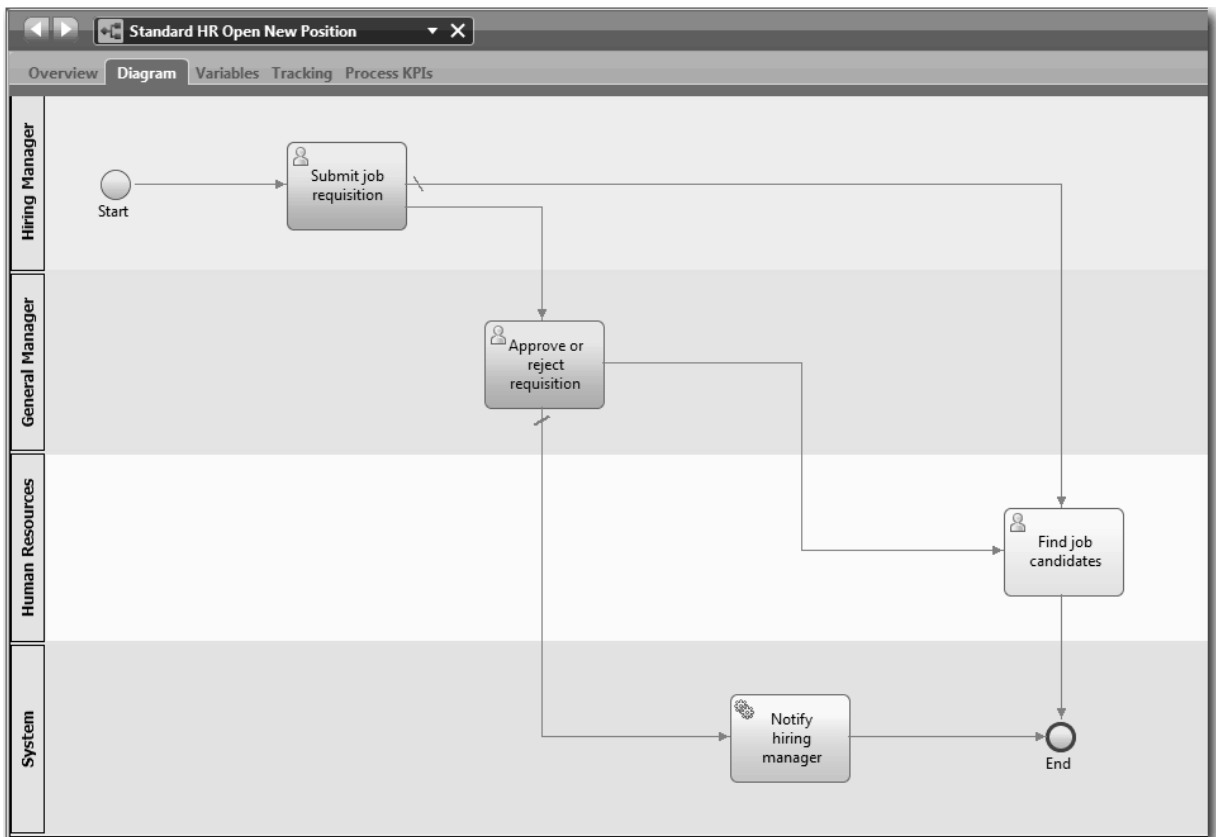 Standard HR Open New Position
Overview Diagram Variables Tracking Process KPIs
Hiring Manager
Start
Submit job
requisition
General Manager
Approve or
reject
requisition
Human Resources
Find job
candidates
System
Notify
hiring
manager
End